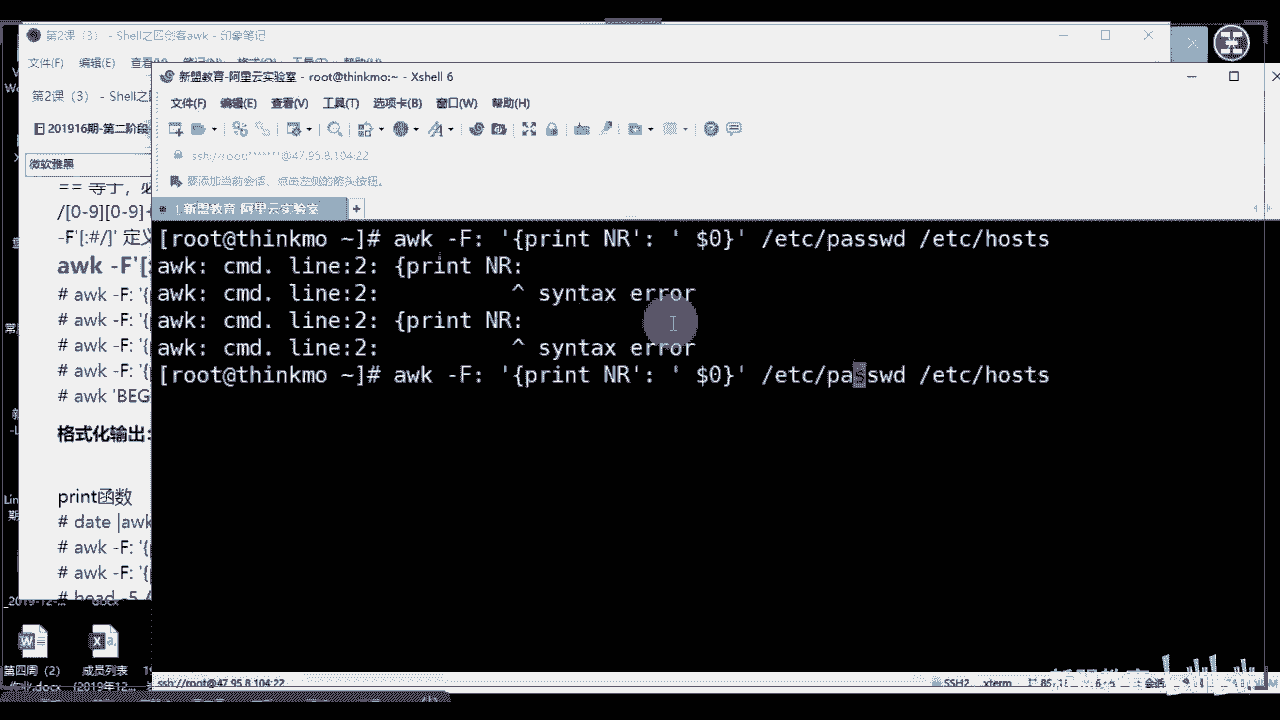 第2课（3） - Shell之四剑客awk - 印象笔记
文件(F) 编辑(E)
新盟教育-阿里云实验室 - root@thinkmo:~ - Xshell 6
第2课（3） - Shell之
文件(F) 编辑(E) 查看(V) 工具(T) 选项卡(B) 窗口(W) 帮助(H)
201916期-第二阶段
ssh://root:******@47.95.8.104:22
微软雅黑
要添加当前会话，点击左侧的箭头按钮。
== 等于，
1 新盟教育-阿里云实验室
/[0-9][0-9]+
-F'[:#/]' 定义
awk -F'[:
# awk -F: '{
# awk -F: '{
# awk -F: '{
# awk -F: '{
# awk 'BEG
格式化输出:
print函数
# date |awk
# awk -F: '{
# awk -F: '{
# head -5
[root@thinkmo ~]# awk -F: '{print NR': ' $0}' /etc/passwd /etc/hosts
awk: cmd. line:2: {print NR:
awk: cmd. line:2: ^ syntax error
awk: cmd. line:2: {print NR:
awk: cmd. line:2: ^ syntax error
[root@thinkmo ~]# awk -F: '{print NR': ' $0}' /etc/passwd /etc/hosts
第四周（2）
成员列表
.docx
(2019年12...
ssh://root@47.95.8.104:22
SSH2
xterm